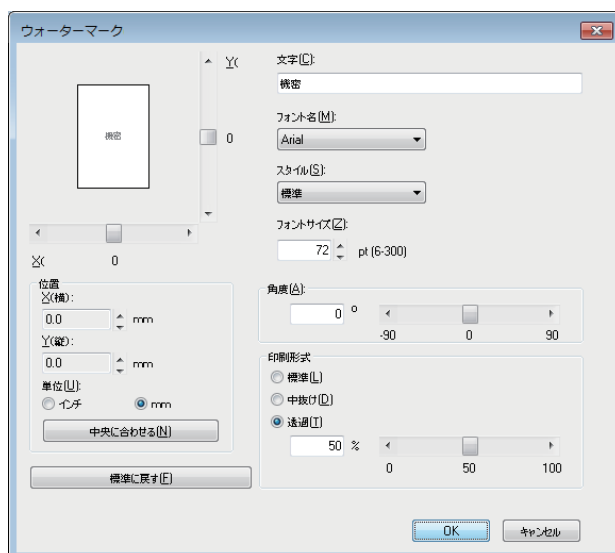 ウォーターマーク
Y(
0
機密
X(
0
文字(C):
機密
フォント名(M):
Arial
スタイル(S):
標準
フォントサイズ(Z):
72 pt (6-300)
位置
X(横):
0.0 mm
Y(縦):
0.0 mm
単位(U):
インチ mm
中央に合わせる(N)
標準に戻す(F)
角度(A):
0 °
-90 0 90
印刷形式
標準(L)
中抜け(D)
透過(T)
50 %
0 50 100
OK キャンセル